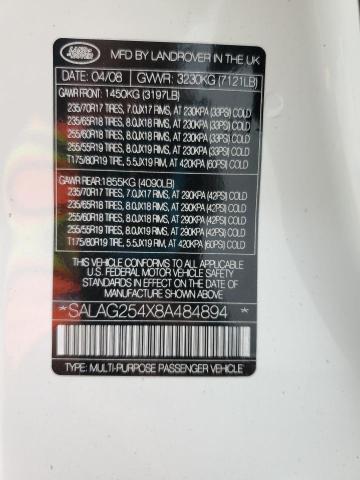 LAND ROVER
MFD BY LANDROVER IN THE UK
DATE: 04/08 GVWR: 3230KG (7121LB)
GAWR FRONT: 1450KG (3197LB)
235/70R17 TIRES, 7.0JX17 RIMS, AT 230KPA (33PSI) COLD
235/65R18 TIRES, 8.0JX18 RIMS, AT 230KPA (33PSI) COLD
255/60R18 TIRES, 8.0JX18 RIMS, AT 230KPA (33PSI) COLD
255/55R19 TIRES, 8.0JX19 RIMS, AT 230KPA (33PSI) COLD
T175/80R19 TIRE, 5.5JX19 RIM, AT 420KPA (60PSI) COLD
GAWR REAR: 1855KG (4090LB)
235/70R17 TIRES, 7.0JX17 RIMS, AT 290KPA (42PSI) COLD
235/65R18 TIRES, 8.0JX18 RIMS, AT 290KPA (42PSI) COLD
255/60R18 TIRES, 8.0JX18 RIMS, AT 290KPA (42PSI) COLD
255/55R19 TIRES, 8.0JX19 RIMS, AT 290KPA (42PSI) COLD
T175/80R19 TIRE, 5.5JX19 RIM, AT 420KPA (60PSI) COLD
THIS VEHICLE CONFORMS TO ALL APPLICABLE
U.S. FEDERAL MOTOR VEHICLE SAFETY
STANDARDS IN EFFECT ON THE DATE OF
MANUFACTURE SHOWN ABOVE.
*SALAG254X8A484894*
TYPE: MULTI-PURPOSE PASSENGER VEHICLE